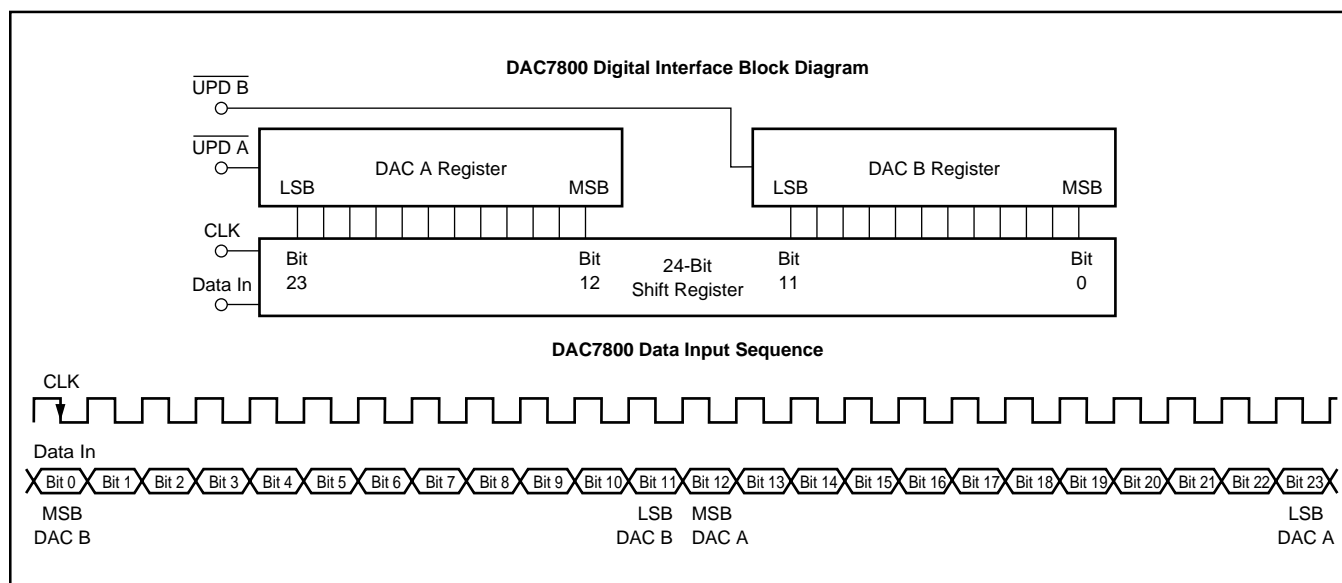 DAC7800 Digital Interface Block Diagram
UPD B
UPD A
DAC A Register
LSB MSB
DAC B Register
LSB MSB
CLK
Data In
Bit 23
Bit 12
24-Bit
Shift Register
Bit 11
Bit 0
DAC7800 Data Input Sequence
CLK
Data In
Bit 0 Bit 1 Bit 2 Bit 3 Bit 4 Bit 5 Bit 6 Bit 7 Bit 8 Bit 9 Bit 10 Bit 11 Bit 12 Bit 13 Bit 14 Bit 15 Bit 16 Bit 17 Bit 18 Bit 19 Bit 20 Bit 21 Bit 22 Bit 23
MSB LSB MSB LSB
DAC B DAC B DAC A DAC A